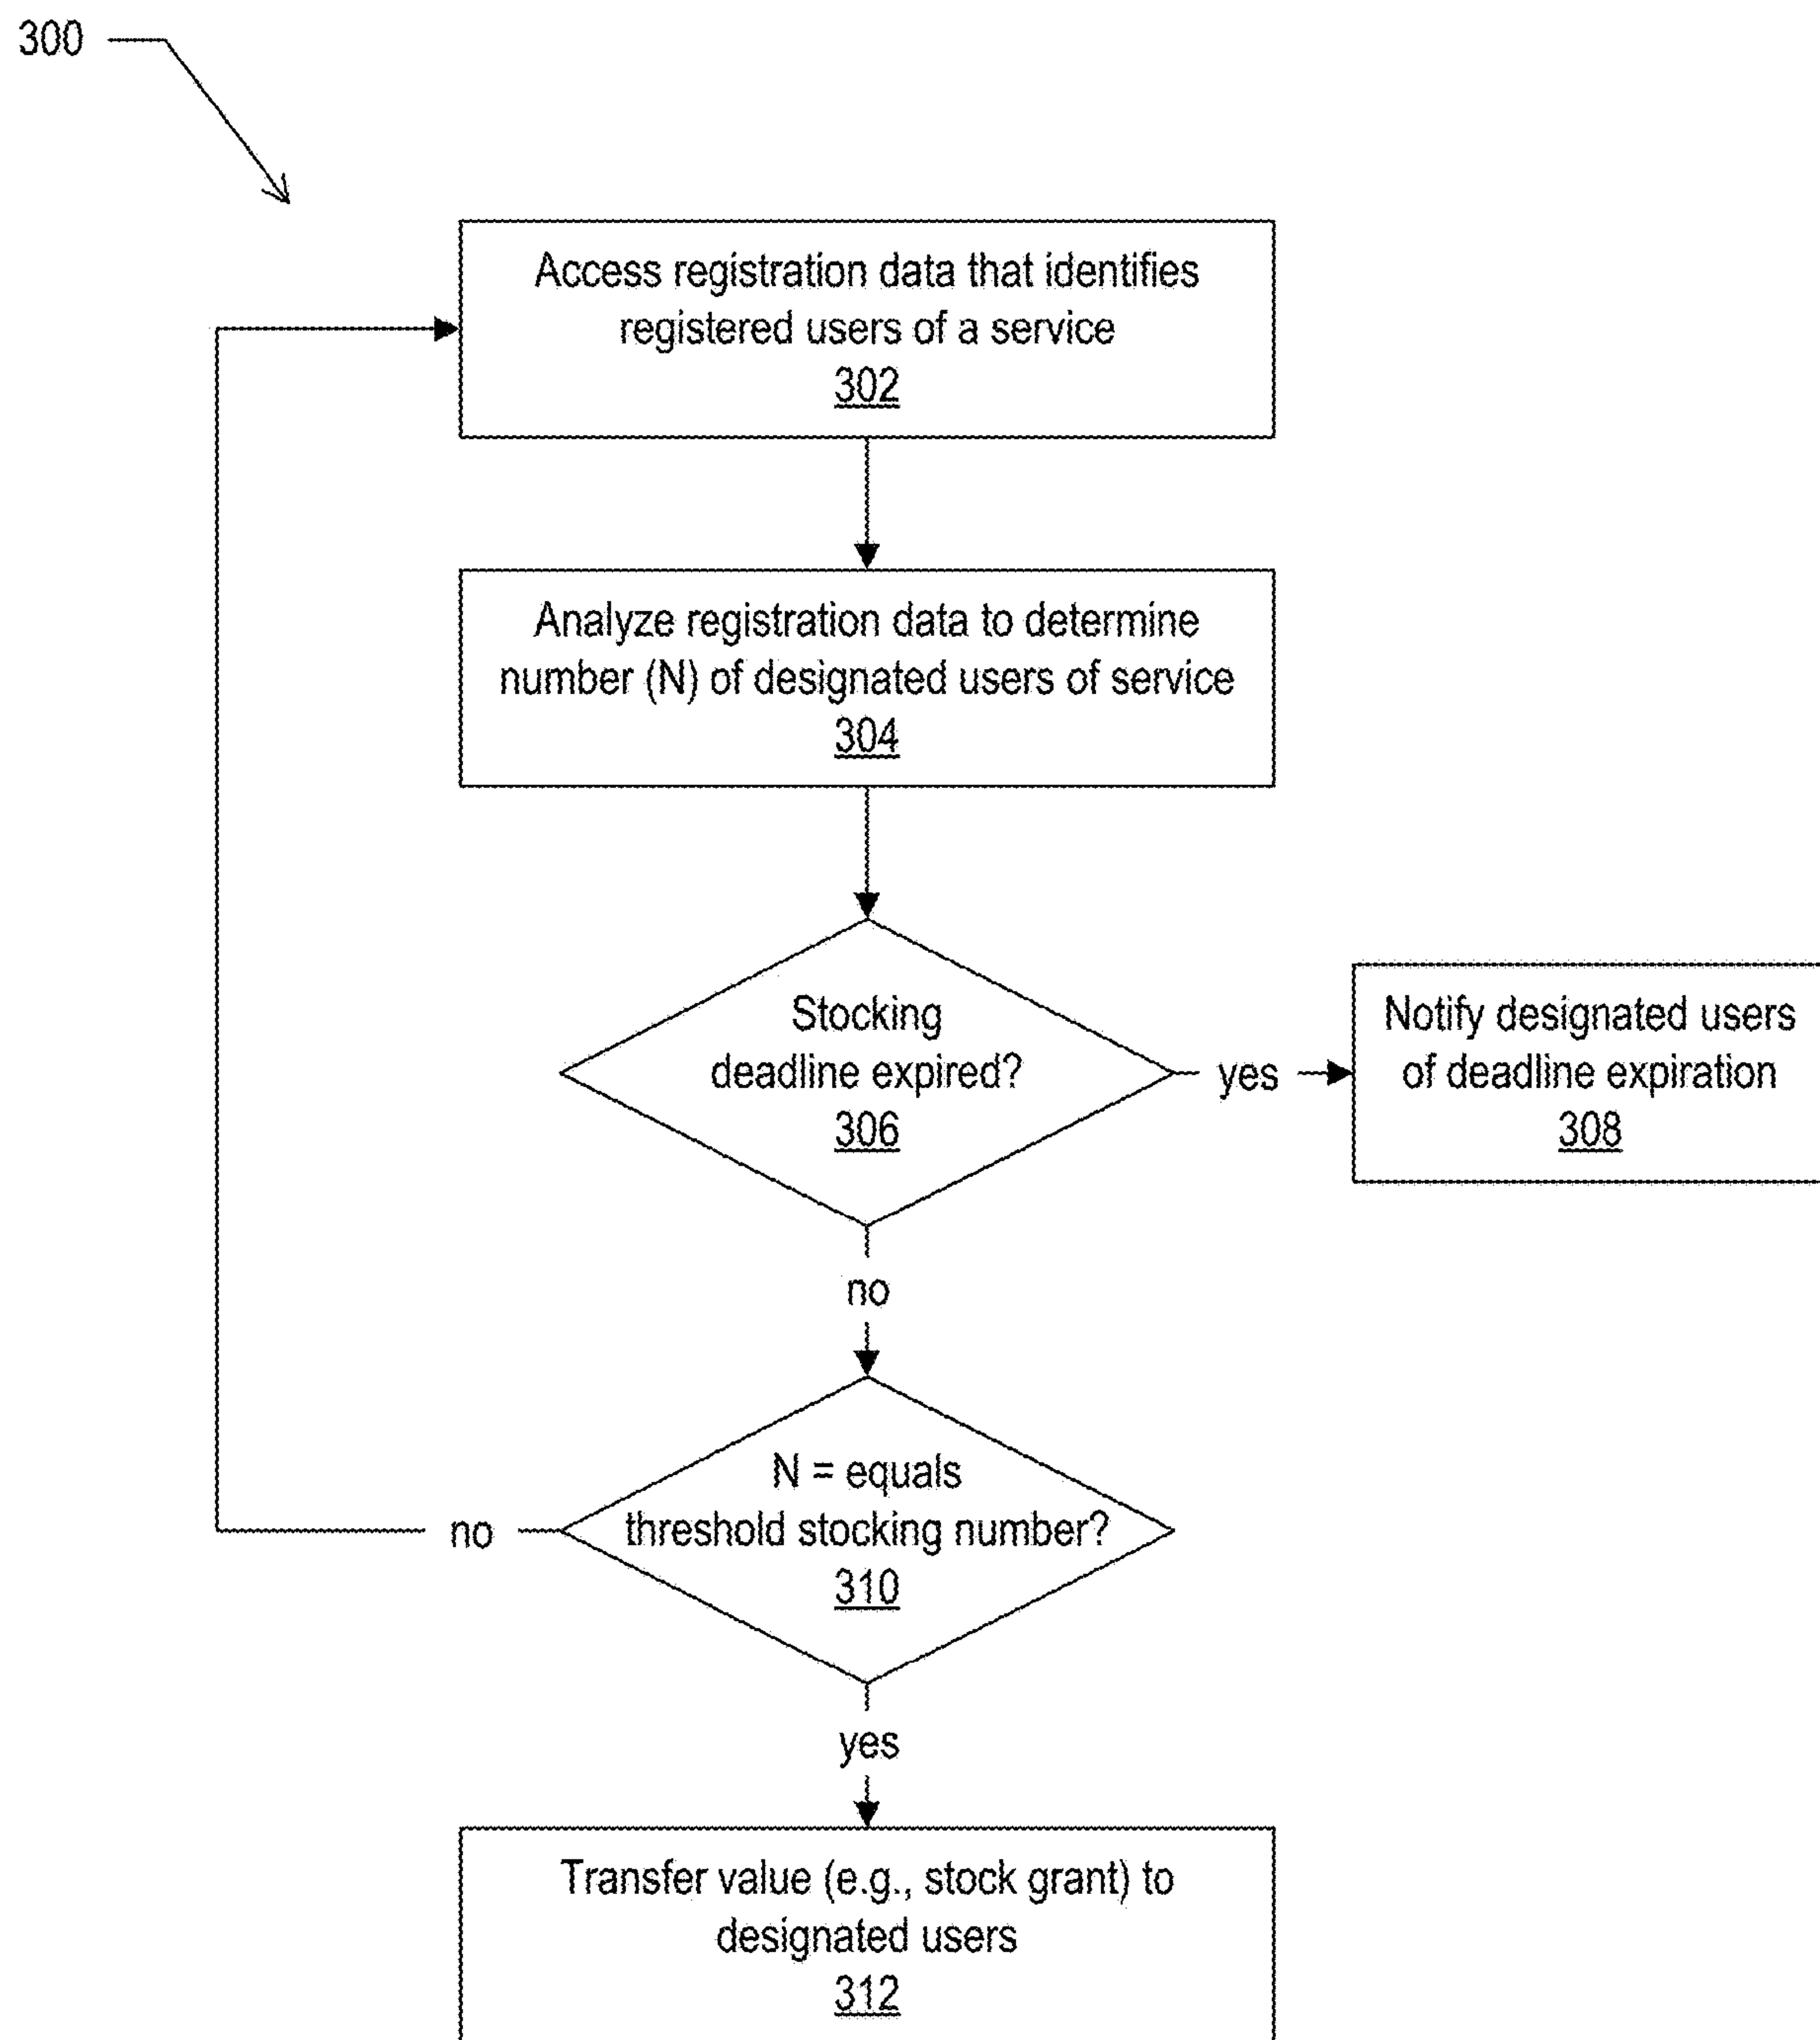 300
Access registration data that identifies
registered users of a service
302
Analyze registration data to determine
number (N) of designated users of service
304
Stocking
deadline expired?
306
yes
Notify designated users
of deadline expiration
308
no
N = equals
threshold stocking number?
310
no
yes
Transfer value (e.g., stock grant) to
designated users
312